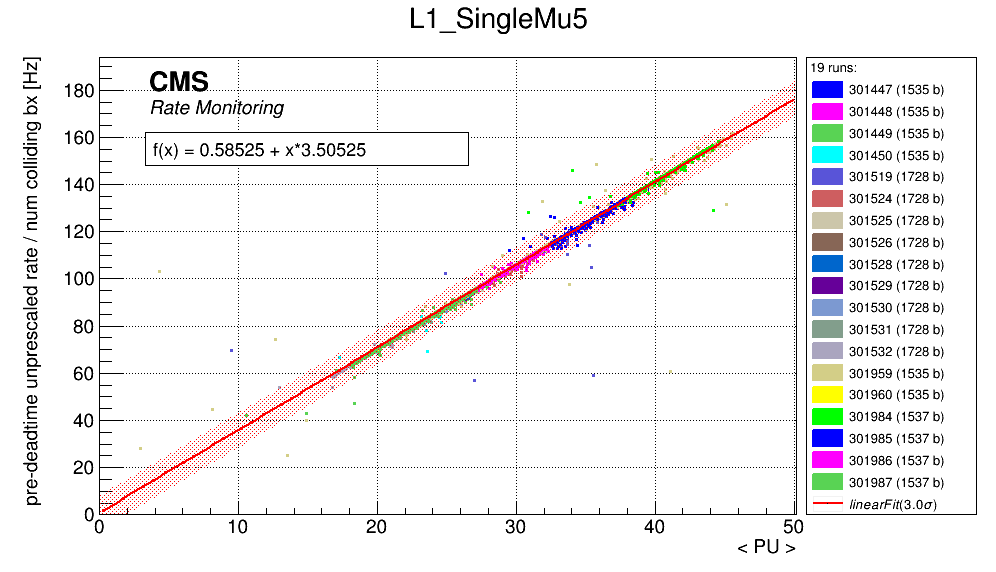 L1_SingleMu5
pre-deadtime unprescaled rate / num colliding bx [Hz]
CMS
Rate Monitoring
f(x) = 0.58525 + x*3.50525
180
160
140
120
100
80
60
40
20
0
0 10 20 30 40 50
< PU >
19 runs:
301447 (1535 b)
301448 (1535 b)
301449 (1535 b)
301450 (1535 b)
301519 (1728 b)
301524 (1728 b)
301525 (1728 b)
301526 (1728 b)
301528 (1728 b)
301529 (1728 b)
301530 (1728 b)
301531 (1728 b)
301532 (1728 b)
301959 (1535 b)
301960 (1535 b)
301984 (1537 b)
301985 (1537 b)
301986 (1537 b)
301987 (1537 b)
linearFit(3.0σ)